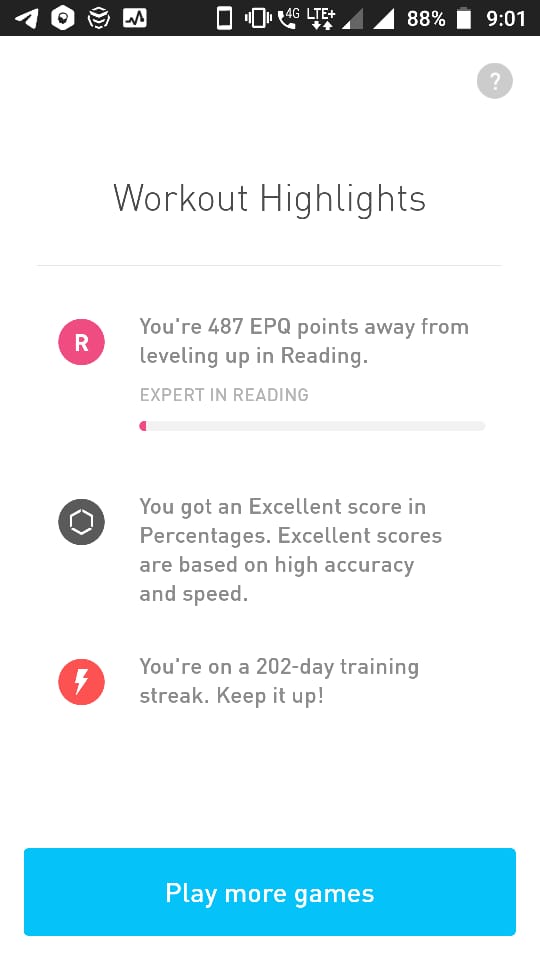 4G LTE+ 88% 9:01
?
Workout Highlights
R
You're 487 EPQ points away from
leveling up in Reading.
EXPERT IN READING
You got an Excellent score in
Percentages. Excellent scores
are based on high accuracy
and speed.
You're on a 202-day training
streak. Keep it up!
Play more games